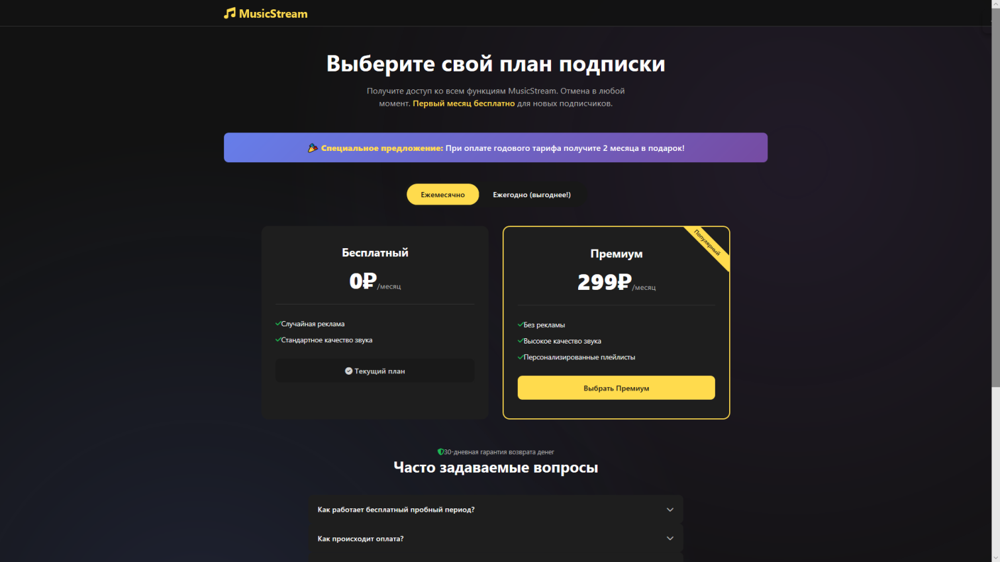 MusicStream
Выберите свой план подписки
Получите доступ ко всем функциям MusicStream. Отмена в любой
момент. Первый месяц бесплатно для новых подписчиков.
Специальное предложение: При оплате годового тарифа получите 2 месяца в подарок!
Ежемесячно
Ежегодно (выгоднее!)
Бесплатный
0₽/месяц
Случайная реклама
Стандартное качество звука
Текущий план
Популярный
Премиум
299₽/месяц
Без рекламы
Высокое качество звука
Персонализированные плейлисты
Выбрать Премиум
30-дневная гарантия возврата денег
Часто задаваемые вопросы
Как работает бесплатный пробный период?
Как происходит оплата?